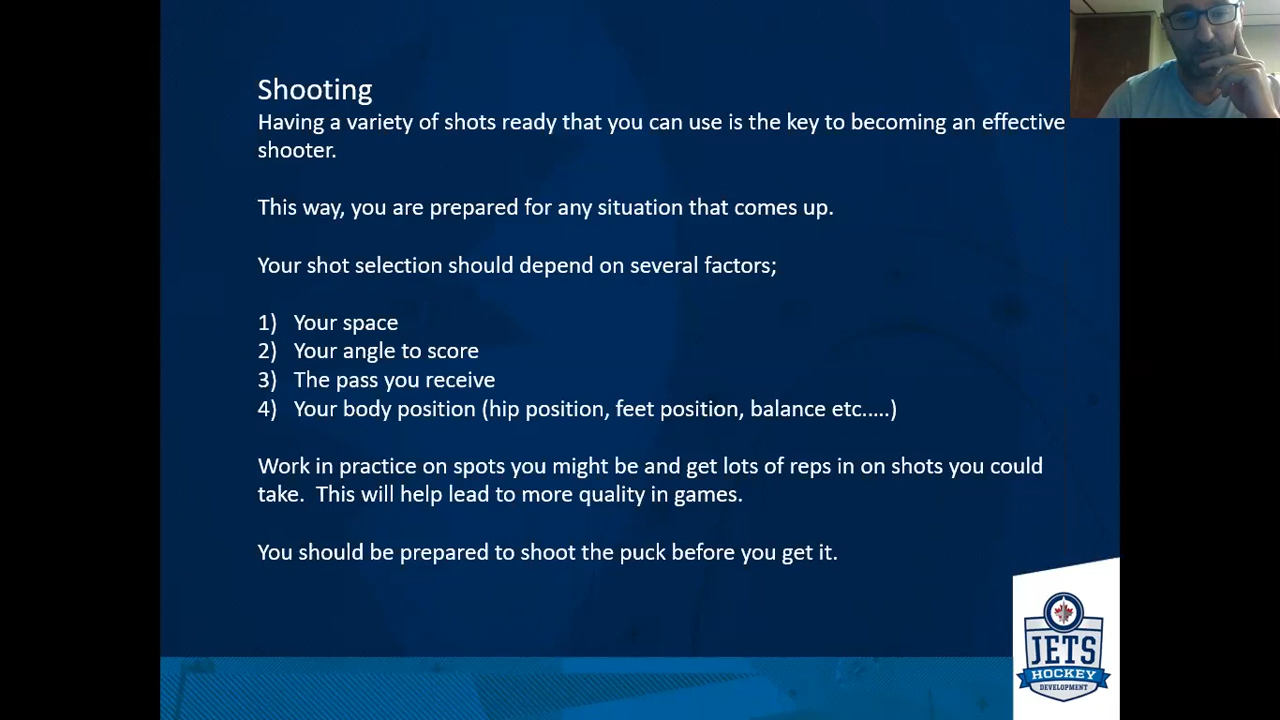 Shooting
Having a variety of shots ready that you can use is the key to becoming an effective
shooter.
This way, you are prepared for any situation that comes up.
Your shot selection should depend on several factors;
1) Your space
2) Your angle to score
3) The pass you receive
4) Your body position (hip position, feet position, balance etc.....)
Work in practice on spots you might be and get lots of reps in on shots you could
take.  This will help lead to more quality in games.
You should be prepared to shoot the puck before you get it.
JETS
HOCKEY
DEVELOPMENT